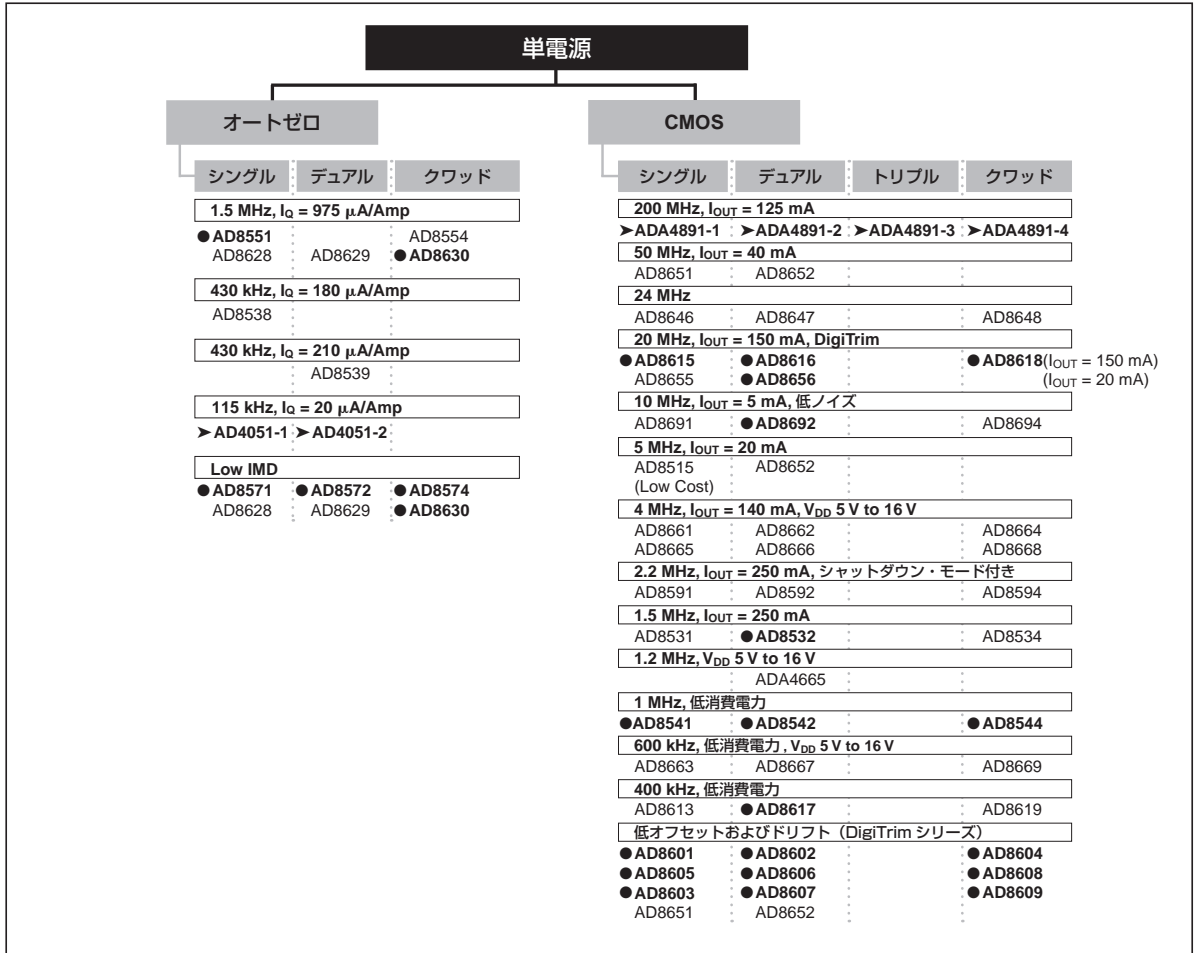 単電源
オートゼロ
シングル デュアル クワッド
1.5 MHz, IQ = 975 μA/Amp
●AD8551 AD8554
AD8628 AD8629 ●AD8630
430 kHz, IQ = 180 μA/Amp
AD8538
430 kHz, IQ = 210 μA/Amp
AD8539
115 kHz, IQ = 20 μA/Amp
➤AD4051-1 ➤AD4051-2
Low IMD
●AD8571 ●AD8572 ●AD8574
AD8628 AD8629 ●AD8630
CMOS
シングル デュアル トリプル クワッド
200 MHz, IOUT = 125 mA
➤ADA4891-1 ➤ADA4891-2 ➤ADA4891-3 ➤ADA4891-4
50 MHz, IOUT = 40 mA
AD8651 AD8652
24 MHz
AD8646 AD8647 AD8648
20 MHz, IOUT = 150 mA, DigiTrim
●AD8615 ●AD8616 ●AD8618(IOUT = 150 mA)
AD8655 ●AD8656 (IOUT = 20 mA)
10 MHz, IOUT = 5 mA, 低ノイズ
AD8691 ●AD8692 AD8694
5 MHz, IOUT = 20 mA
AD8515 AD8652
(Low Cost)
4 MHz, IOUT = 140 mA, VDD 5 V to 16 V
AD8661 AD8662 AD8664
AD8665 AD8666 AD8668
2.2 MHz, IOUT = 250 mA, シャットダウン・モード付き
AD8591 AD8592 AD8594
1.5 MHz, IOUT = 250 mA
AD8531 ●AD8532 AD8534
1.2 MHz, VDD 5 V to 16 V
ADA4665
1 MHz, 低消費電力
●AD8541 ●AD8542 ●AD8544
600 kHz, 低消費電力, VDD 5 V to 16 V
AD8663 AD8667 AD8669
400 kHz, 低消費電力
AD8613 ●AD8617 AD8619
低オフセットおよびドリフト（DigiTrim シリーズ）
●AD8601 ●AD8602 ●AD8604
●AD8605 ●AD8606 ●AD8608
●AD8603 ●AD8607 ●AD8609
AD8651 AD8652